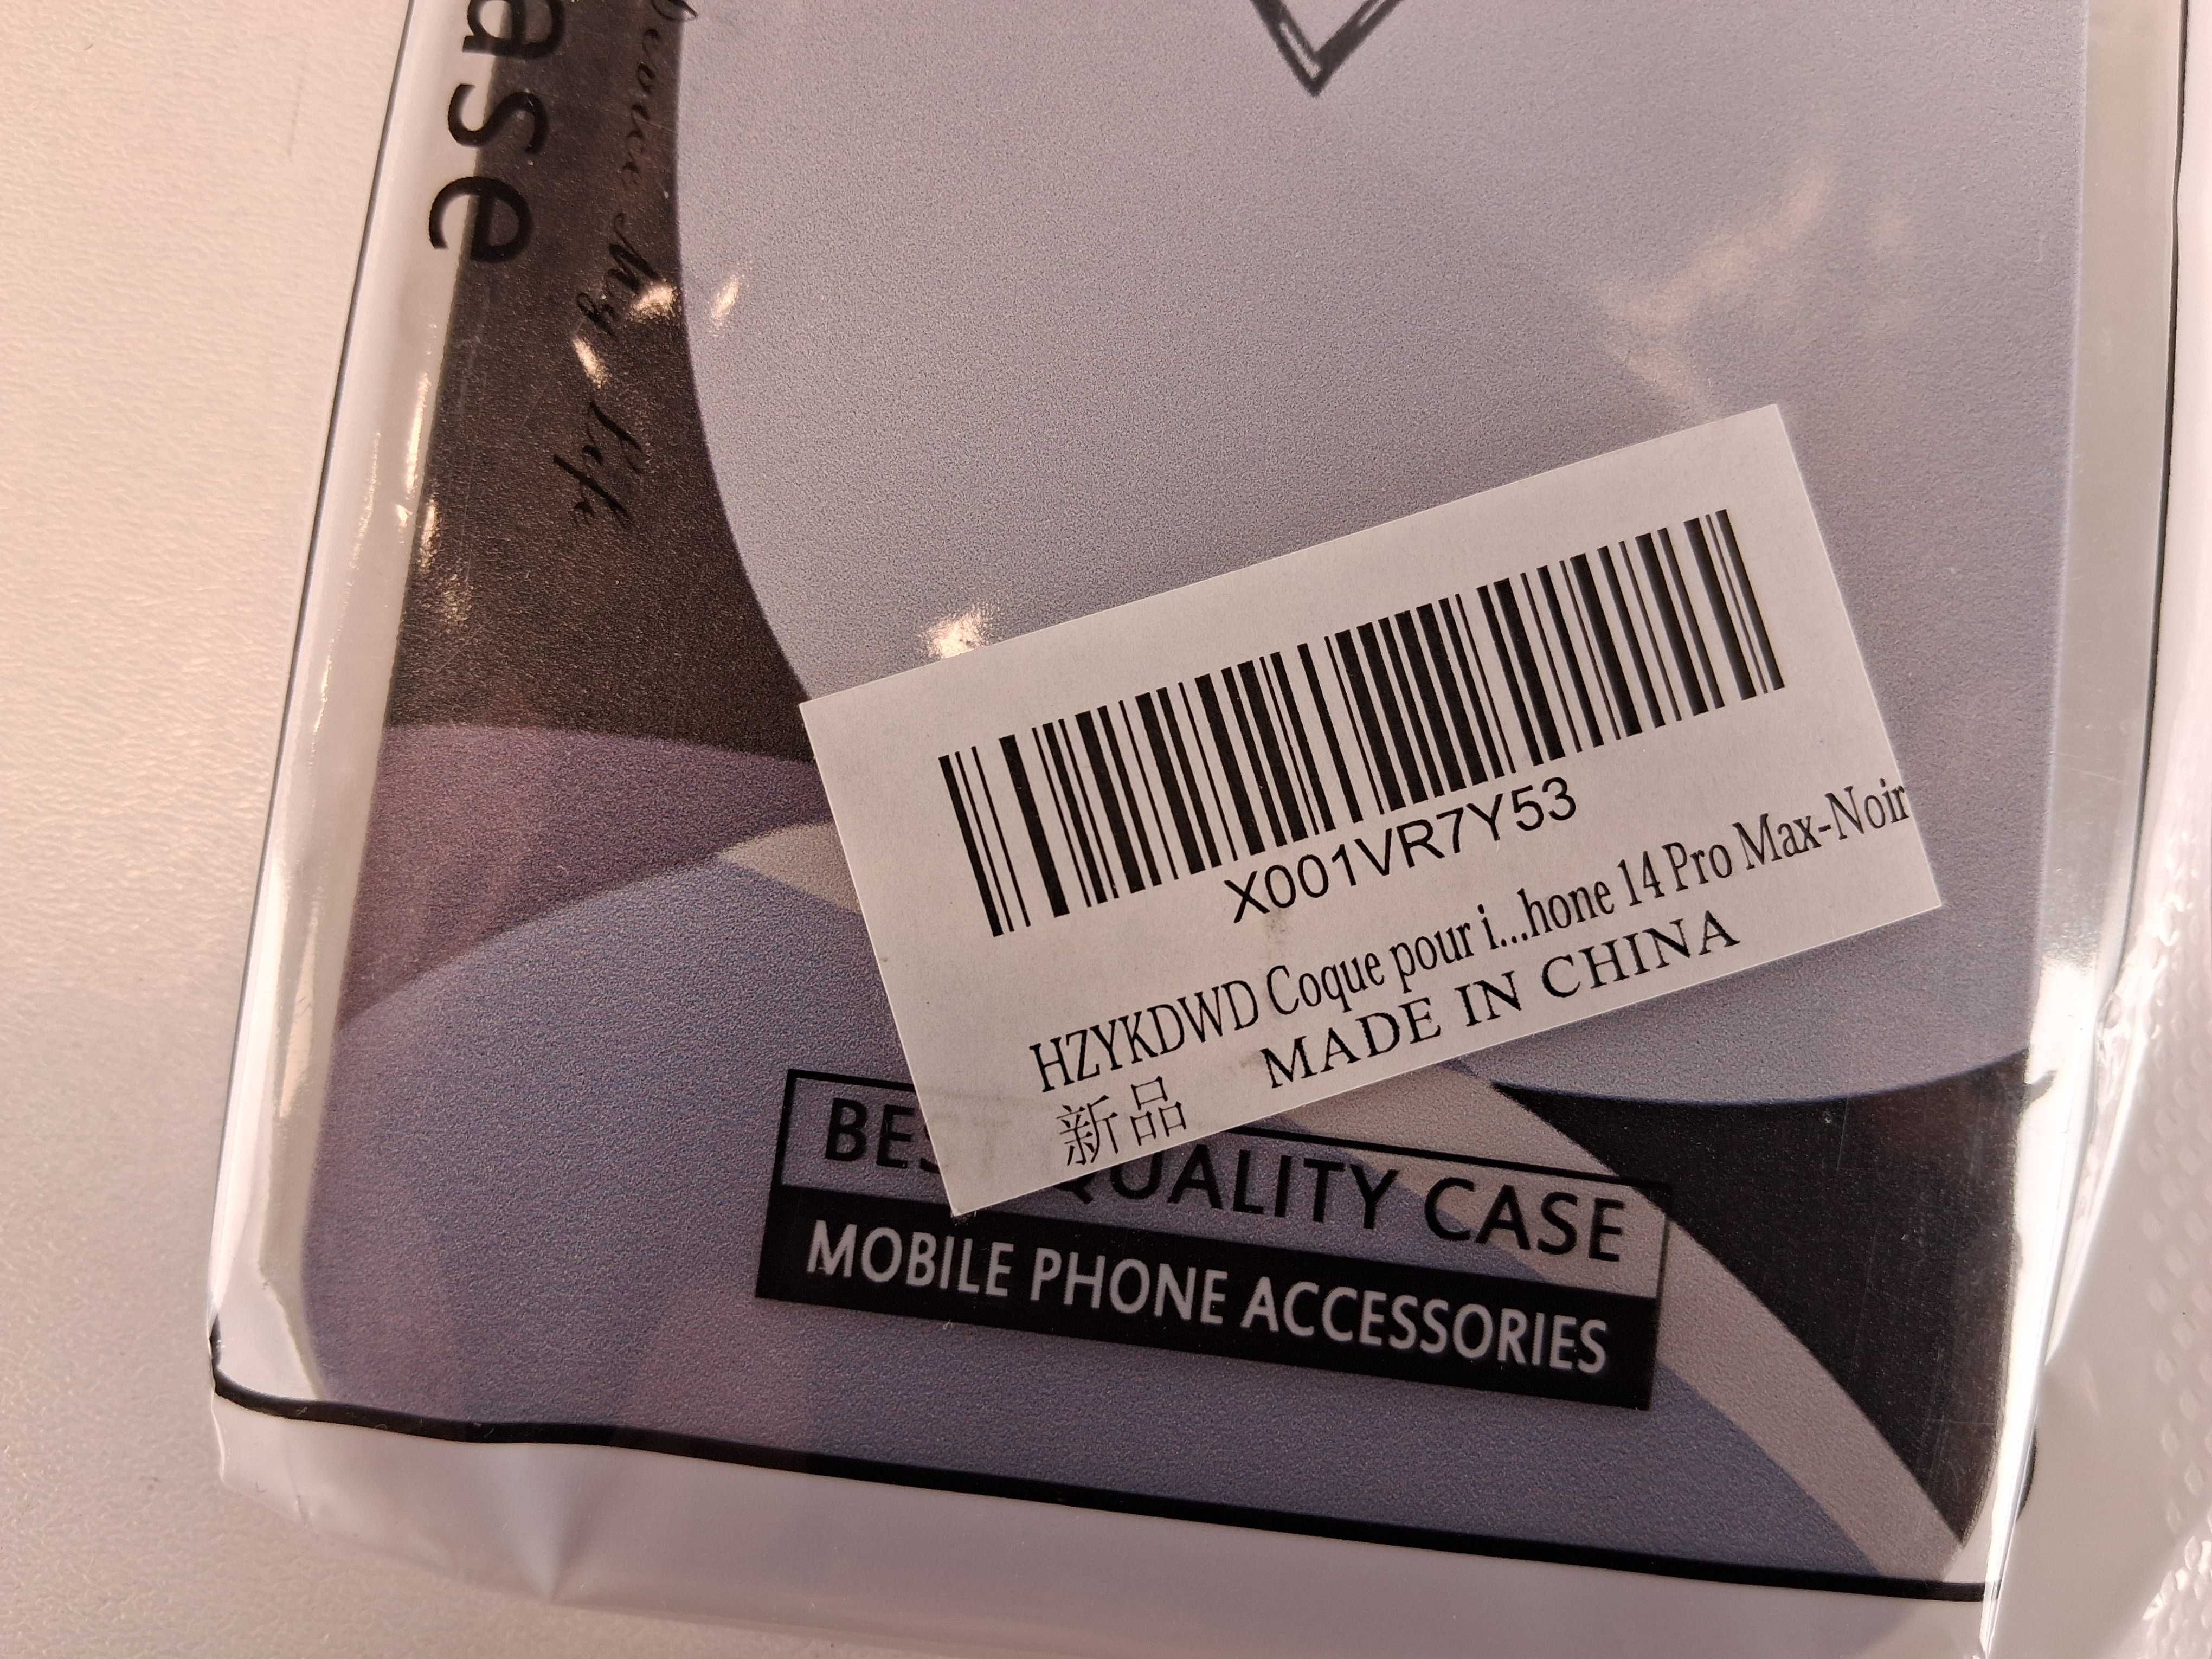 ase
My Life
X001VR7Y53
HZYKDWD Coque pour i...hone 14 Pro Max-Noir
MADE IN CHINA
新品
QUALITY CASE
MOBILE PHONE ACCESSORIES